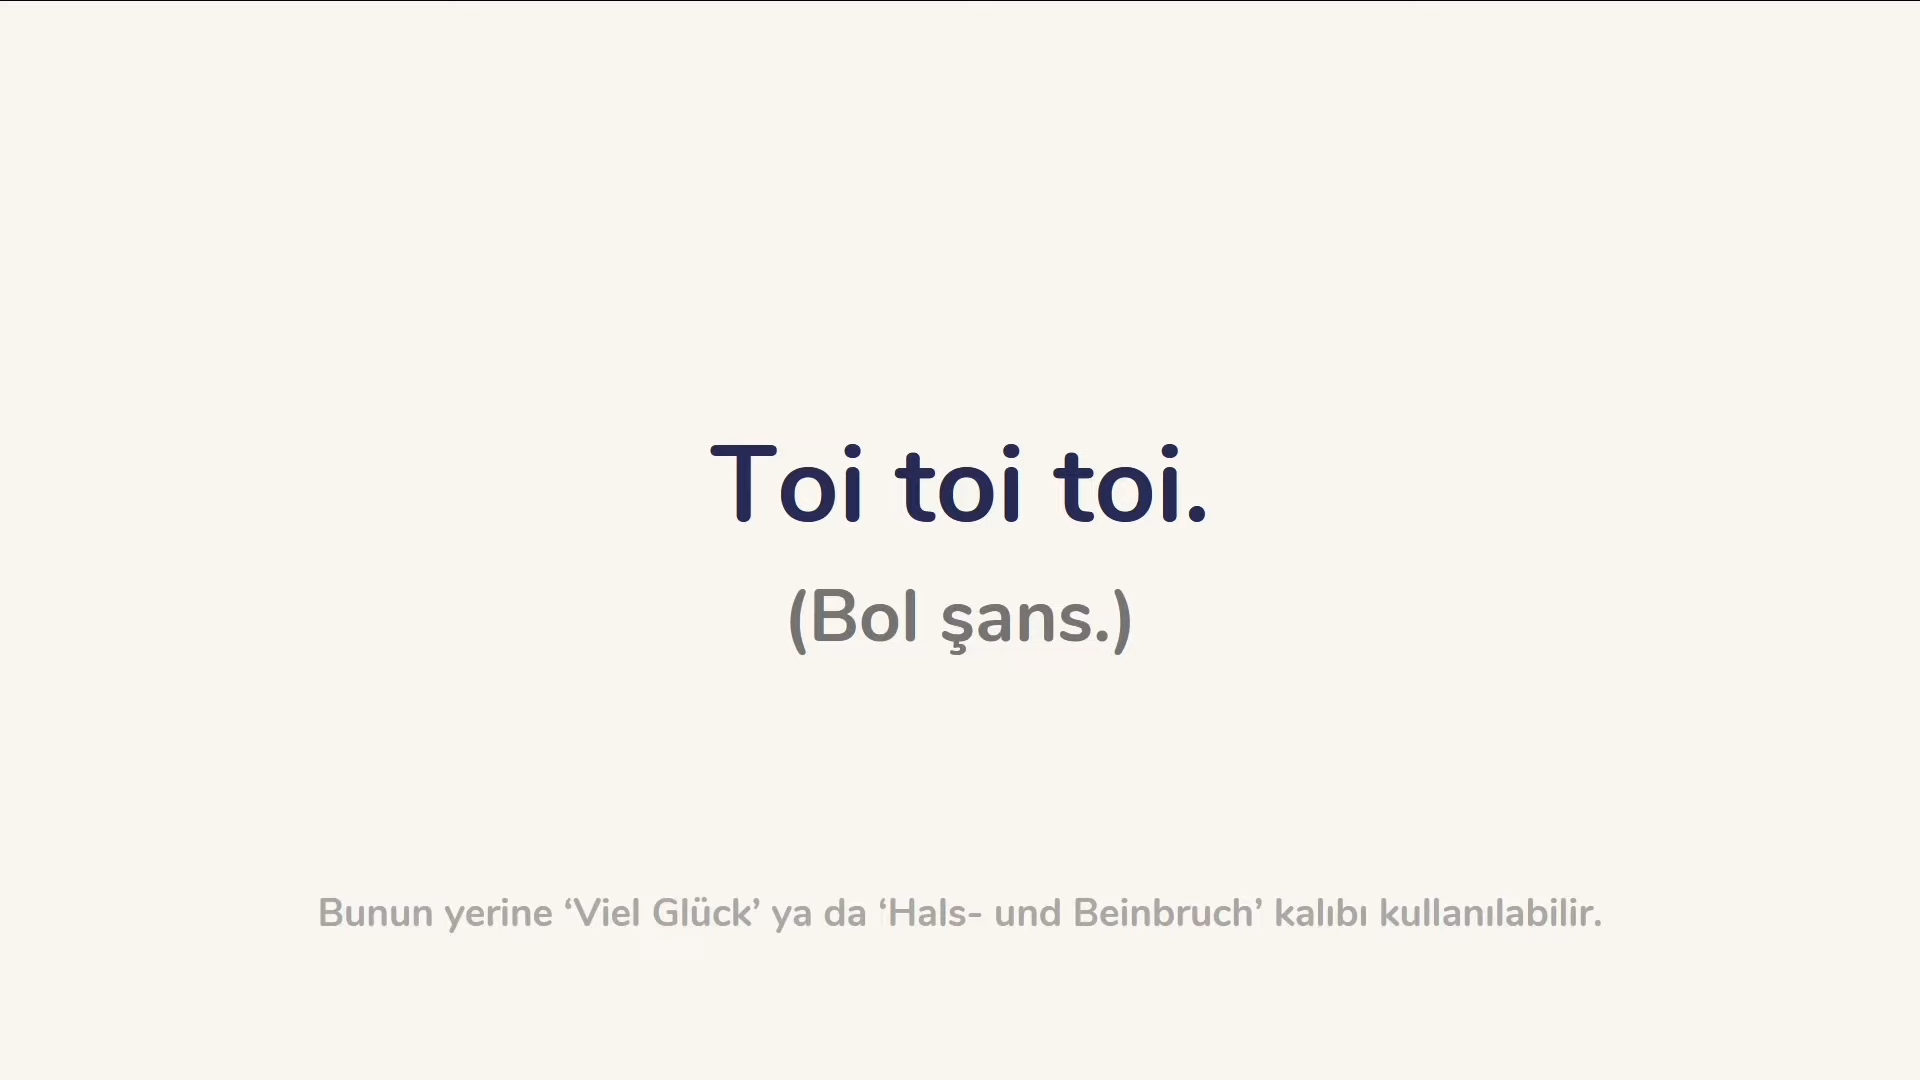 Toi toi toi.
(Bol şans.)
Bunun yerine ‘Viel Glück’ ya da ‘Hals- und Beinbruch’ kalıbı kullanılabilir.